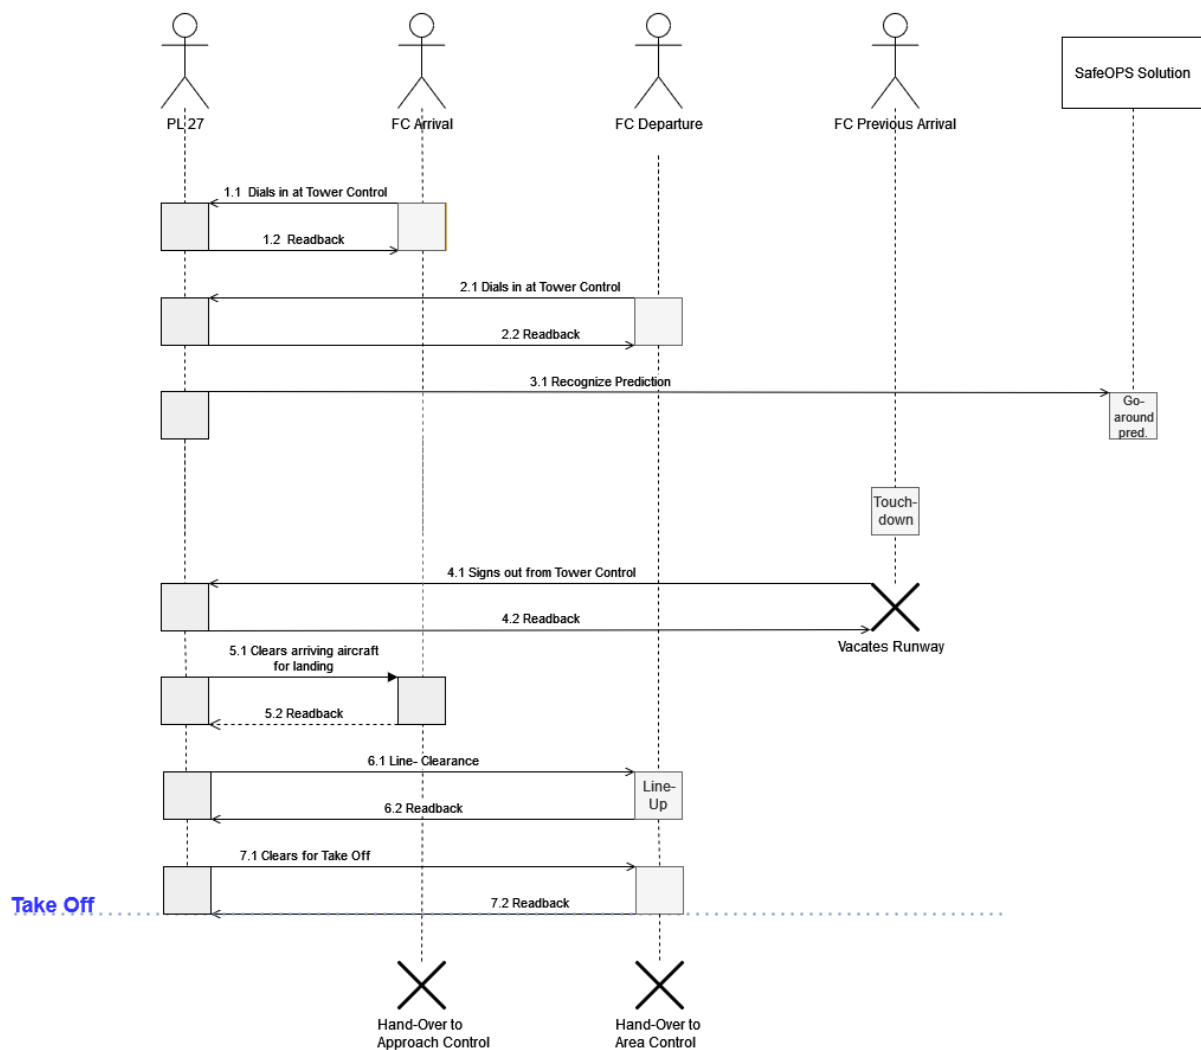 SafeOPS Solution
PL 27
FC Arrival
FC Departure
FC Previous Arrival
1.1 Dials in at Tower Control
1.2 Readback
2.1 Dials in at Tower Control
2.2 Readback
3.1 Recognize Prediction
Go-
around
pred.
Touch-
down
4.1 Signs out from Tower Control
4.2 Readback
Vacates Runway
5.1 Clears arriving aircraft
for landing
5.2 Readback
6.1 Line- Clearance
Line-
Up
6.2 Readback
7.1 Clears for Take Off
Take Off
7.2 Readback
Hand-Over to
Approach Control
Hand-Over to
Area Control